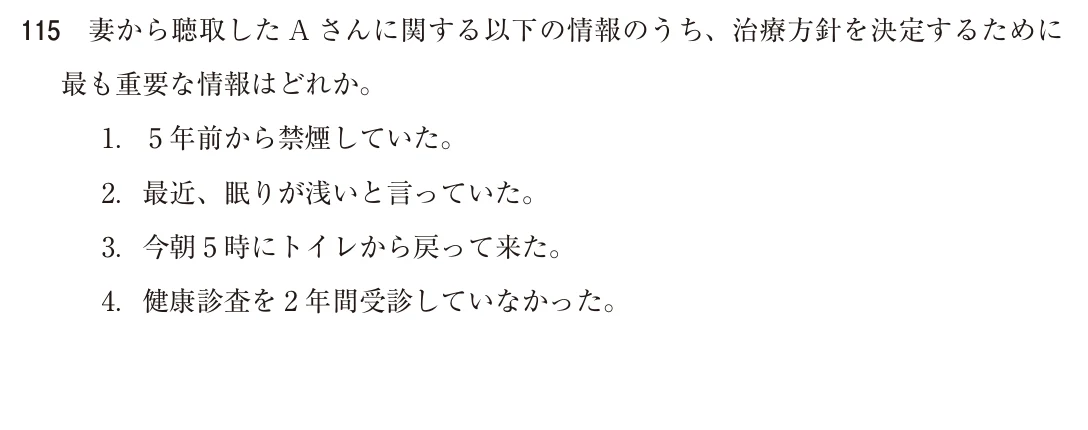 115 妻から聴取した A さんに関する以下の情報のうち、治療方針を決定するために
最も重要な情報はどれか。
1. 5年前から禁煙していた。
2. 最近、眠りが浅いと言っていた。
3. 今朝5時にトイレから戻って来た。
4. 健康診査を2年間受診していなかった。